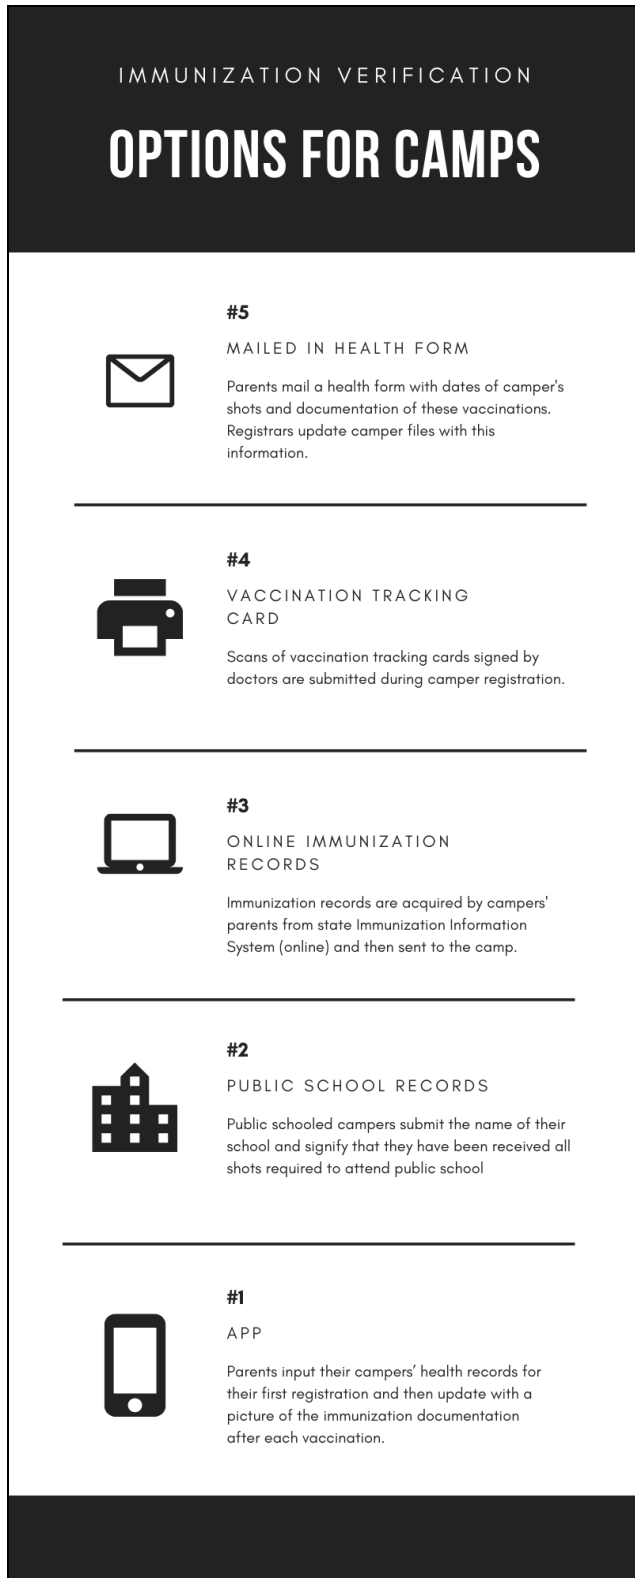 IMMUNIZATION VERIFICATION
OPTIONS FOR CAMPS
#5
MAILED IN HEALTH FORM
Parents mail a health form with dates of camper's
shots and documentation of these vaccinations.
Registrars update camper files with this
information.
#4
VACCINATION TRACKING
CARD
Scans of vaccination tracking cards signed by
doctors are submitted during camper registration.
#3
ONLINE IMMUNIZATION
RECORDS
Immunization records are acquired by campers'
parents from state Immunization Information
System (online) and then sent to the camp.
#2
PUBLIC SCHOOL RECORDS
Public schooled campers submit the name of their
school and signify that they have been received all
shots required to attend public school
#1
APP
Parents input their campers’ health records for
their first registration and then update with a
picture of the immunization documentation
after each vaccination.